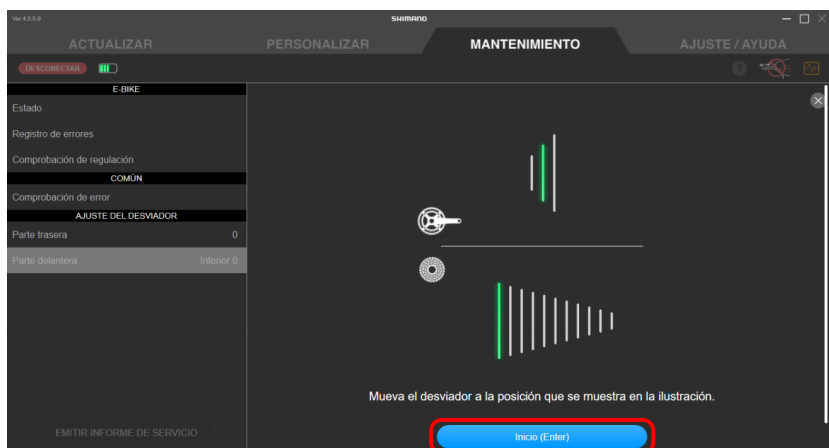 Ver.4.0.0.9
SHIMANO
ACTUALIZAR PERSONALIZAR MANTENIMIENTO AJUSTE / AYUDA
DESCONECTAR
E-BIKE
Estado
Registro de errores
Comprobación de regulación
COMÚN
Comprobación de error
AJUSTE DEL DESVIADOR
Parte trasera 0
Parte delantera Interior:0
Mueva el desviador a la posición que se muestra en la ilustración.
EMITIR INFORME DE SERVICIO
Inicio (Enter)